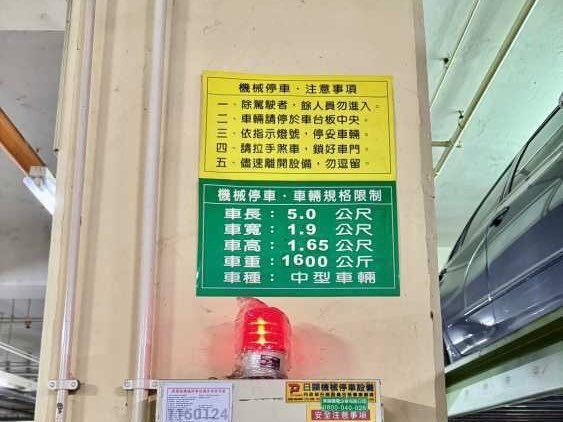 機械停車·注意事項
一、除駕駛者，餘人員勿進入。
二、車輛請停於車台板中央。
三、依指示燈號，停妥車輛。
四、請拉手煞車，鎖好車門。
五、儘速離開設備，勿逗留。
機械停車·車輛規格限制
車長：5.0 公尺
車寬：1.9 公尺
車高：1.65 公尺
車重：1600 公斤
車種：中型車輛
1150124
機械停車設備
0800-040-028
安全注意事項